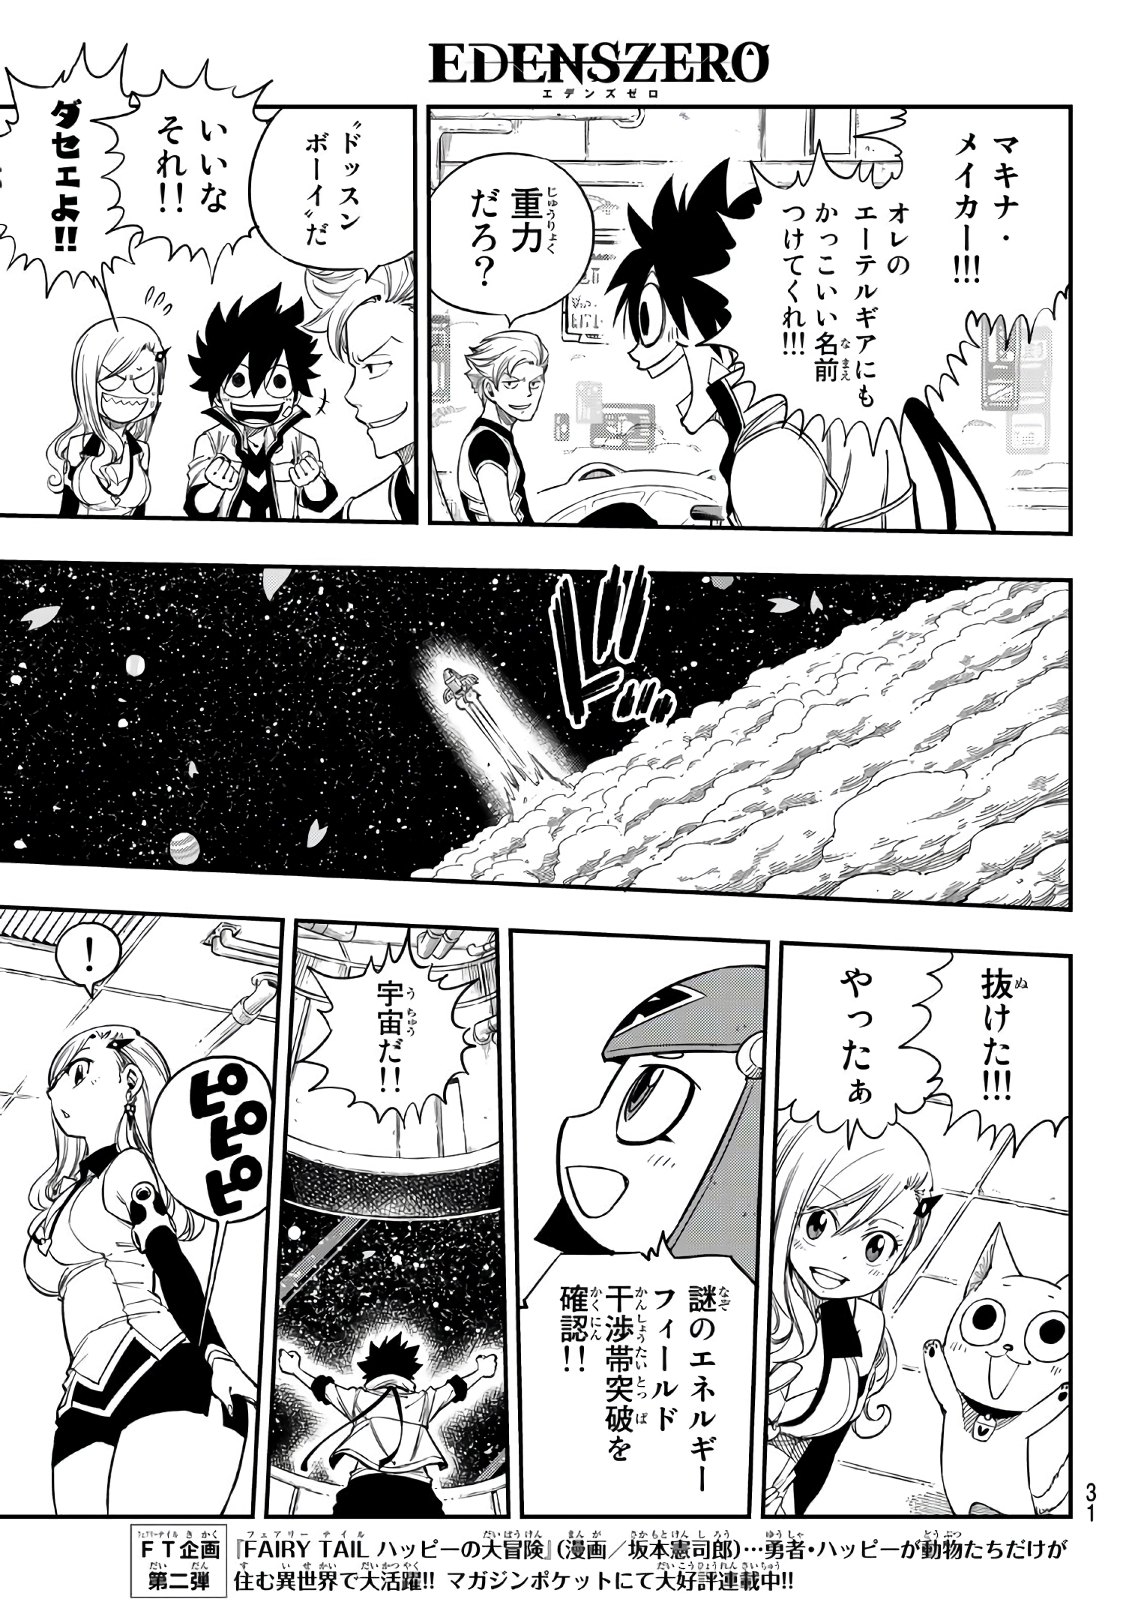 EDENSZERO
エデンズゼロ
マキナ・
メイカー!!!
オレの
エーテルギアにも
かっこいい名前
つけてくれ!!!
重力
だろ?
〝ドッスン
ボーイ〟だ
いいな
それ!!
ダセェよ!!
ドドドド
抜けた!!!
やったぁ
謎のエネルギー
フィールド
干渉帯突破を
確認!!
宇宙だ!!
ピピピ
!
31
FT企画
第二弾
『FAIRY TAIL ハッピーの大冒険』(漫画/坂本憲司郎)…勇者・ハッピーが動物たちだけが
住む異世界で大活躍!! マガジンポケットにて大好評連載中!!